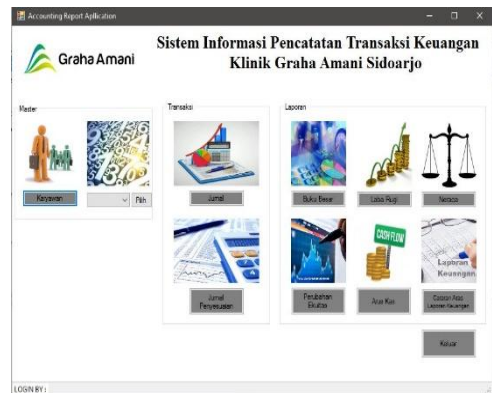 Accounting Report Apllication
Graha Amani
Sistem Informasi Pencatatan Transaksi Keuangan
Klinik Graha Amani Sidoarjo
Master
Transaksi
Laporan
Karyawan
Pilih
Jurnal
Buku Besar
Laba Rugi
Neraca
CASH FLOW
Laporan
Keuangan
Jurnal
Penyesuaian
Perubahan
Ekuitas
Arus Kas
Catatan Atas
Laporan Keuangan
Keluar
LOGIN BY :